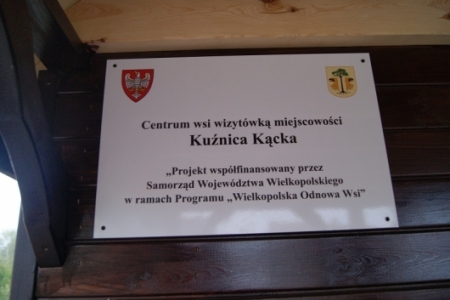 Centrum wsi wizytówką miejscowości
Kuźnica Kącka
„Projekt współfinansowany przez
Samorząd Województwa Wielkopolskiego
w ramach Programu „Wielkopolska Odnowa Wsi”